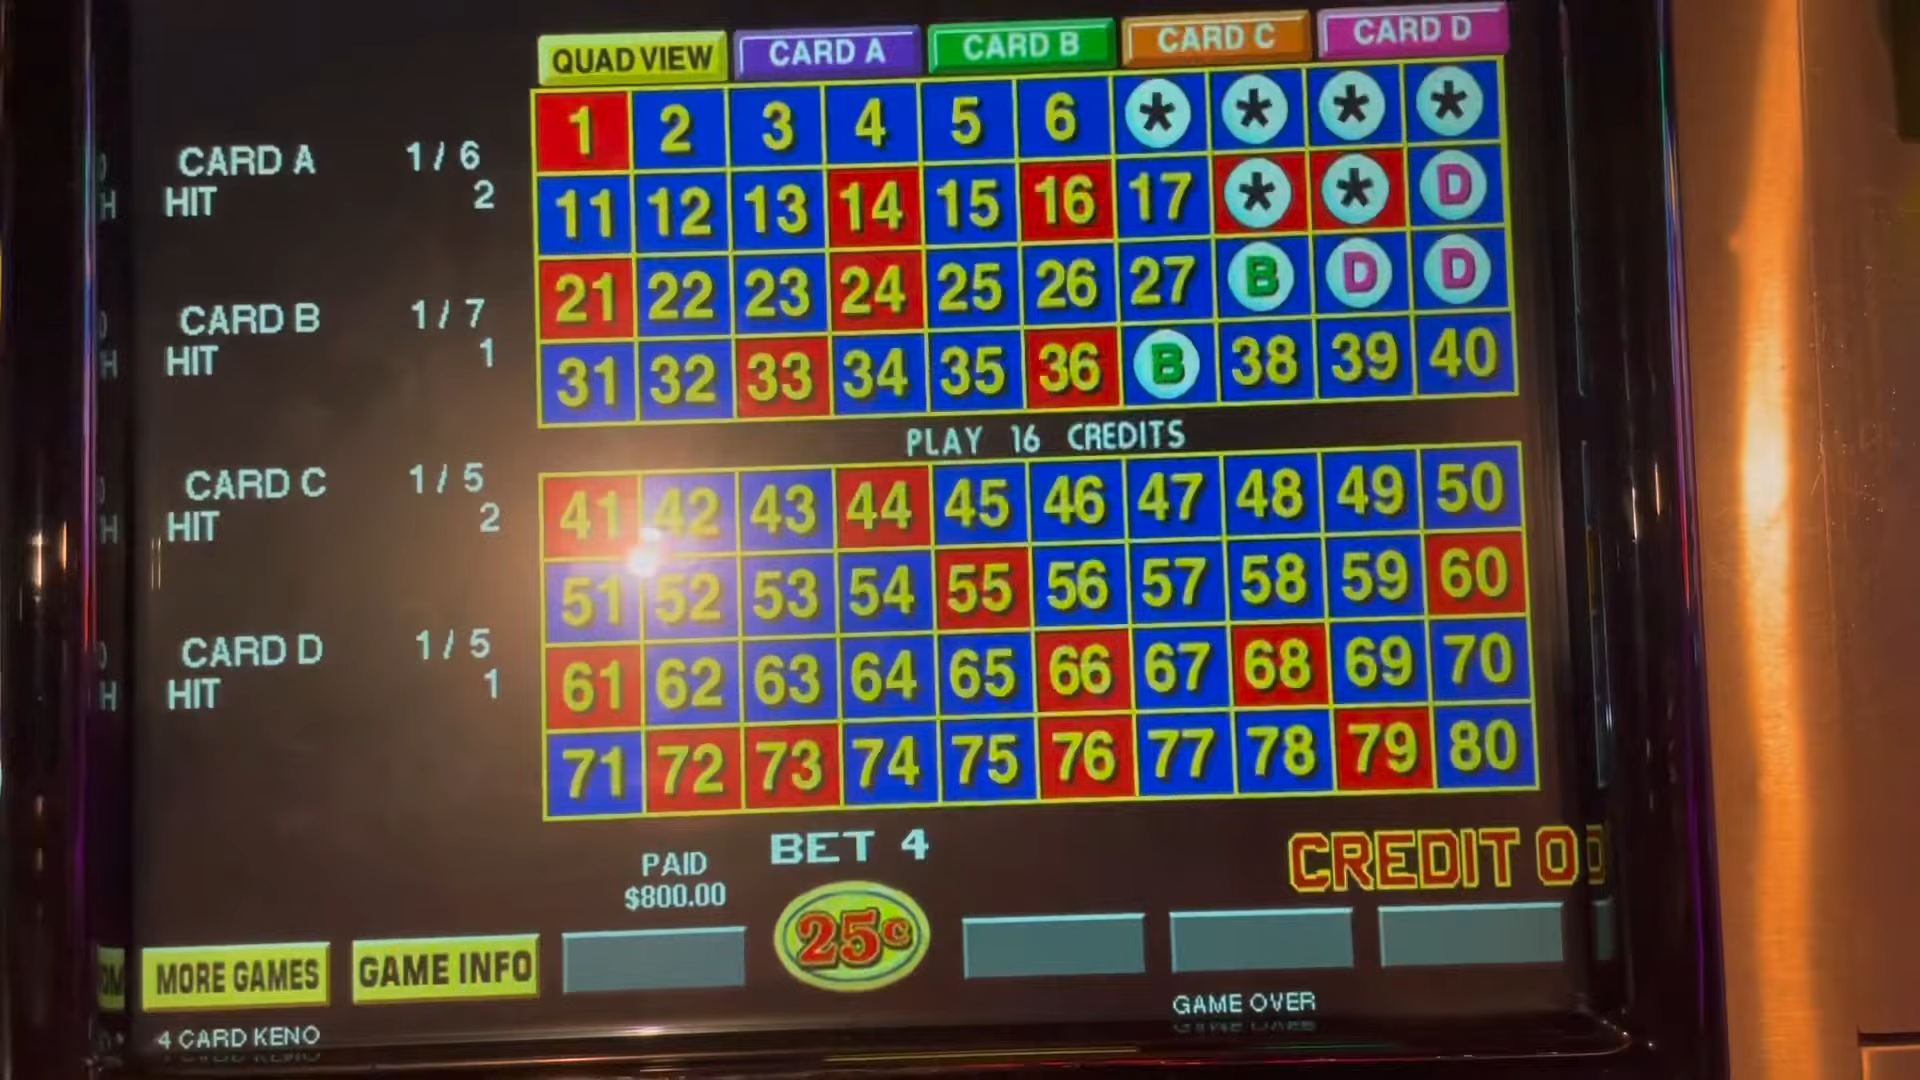 QUAD VIEW CARD A CARD B CARD C CARD D
1 2 3 4 5 6 * * * *
CARD A 1 / 6
HIT 2
11 12 13 14 15 16 17 * * D
21 22 23 24 25 26 27 B D D
CARD B 1 / 7
HIT 1
31 32 33 34 35 36 B 38 39 40
PLAY 16 CREDITS
CARD C 1 / 5
HIT 2
41 42 43 44 45 46 47 48 49 50
51 52 53 54 55 56 57 58 59 60
CARD D 1 / 5
HIT 1
61 62 63 64 65 66 67 68 69 70
71 72 73 74 75 76 77 78 79 80
BET 4
PAID
$800.00
CREDIT 0
25¢
MORE GAMES
GAME INFO
GAME OVER
4 CARD KENO